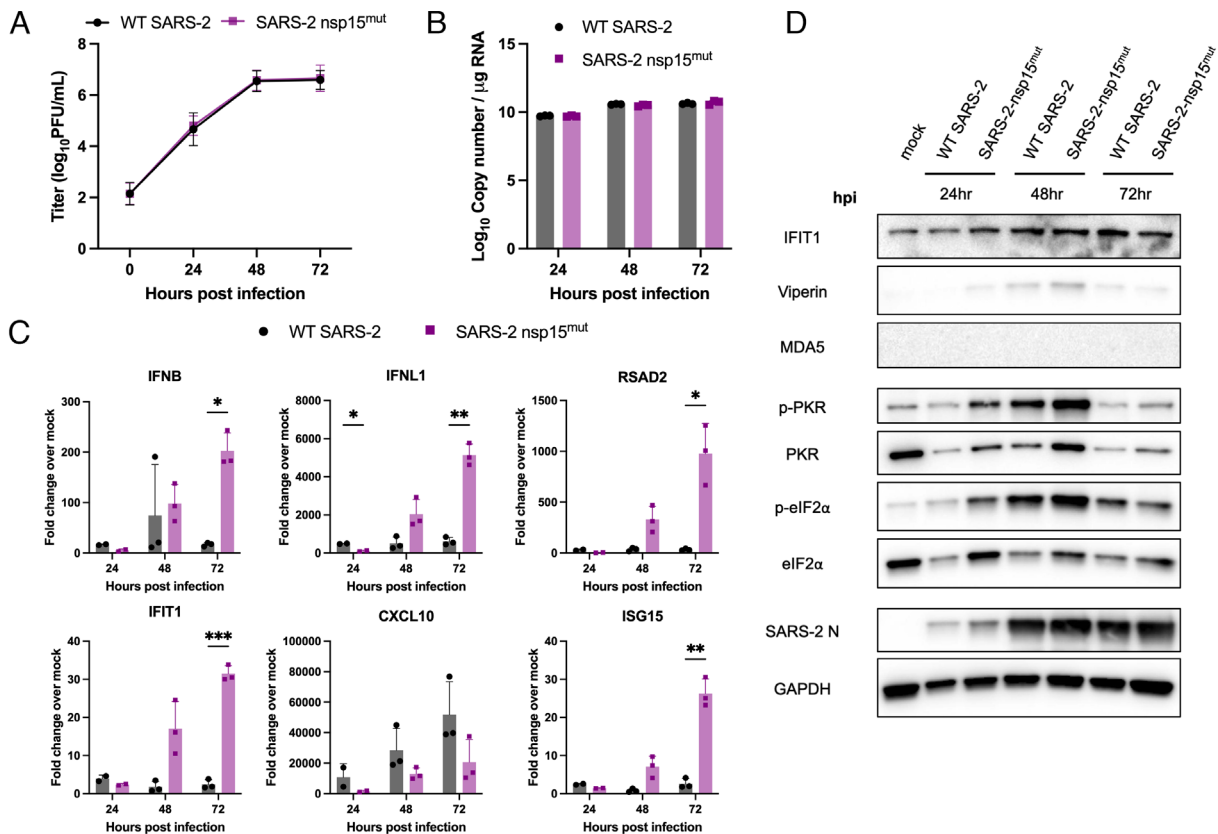 A
WT SARS-2 SARS-2 nsp15mut
Titer (log10PFU/mL)
8
6
4
2
0
0 24 48 72
Hours post infection
B
WT SARS-2
SARS-2 nsp15mut
Log10 Copy number / μg RNA
15
10
5
0
24 48 72
Hours post infection
C
WT SARS-2 SARS-2 nsp15mut
IFNB
Fold change over mock
300
200
100
0
*
24 48 72
Hours post infection
IFNL1
Fold change over mock
10000
8000
6000
4000
2000
0
* **
24 48 72
Hours post infection
RSAD2
Fold change over mock
1500
1000
500
0
*
24 48 72
Hours post infection
IFIT1
Fold change over mock
40
30
20
10
0
***
24 48 72
Hours post infection
CXCL10
Fold change over mock
100000
80000
60000
40000
20000
0
24 48 72
Hours post infection
ISG15
Fold change over mock
40
30
20
10
0
**
24 48 72
Hours post infection
D
mock
WT SARS-2
SARS-2-nsp15mut
WT SARS-2
SARS-2-nsp15mut
WT SARS-2
SARS-2-nsp15mut
hpi 24hr 48hr 72hr
IFIT1
Viperin
MDA5
p-PKR
PKR
p-eIF2α
eIF2α
SARS-2 N
GAPDH